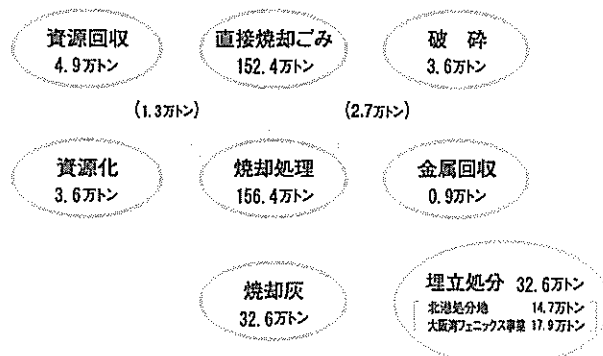 資源回収
4.9万トン
直接焼却ごみ
152.4万トン
破 砕
3.6万トン
(1.3万トン)
(2.7万トン)
資源化
3.6万トン
焼却処理
156.4万トン
金属回収
0.9万トン
焼却灰
32.6万トン
埋立処分 32.6万トン
北港処分地 14.7万トン
大阪湾フェニックス事業 17.9万トン